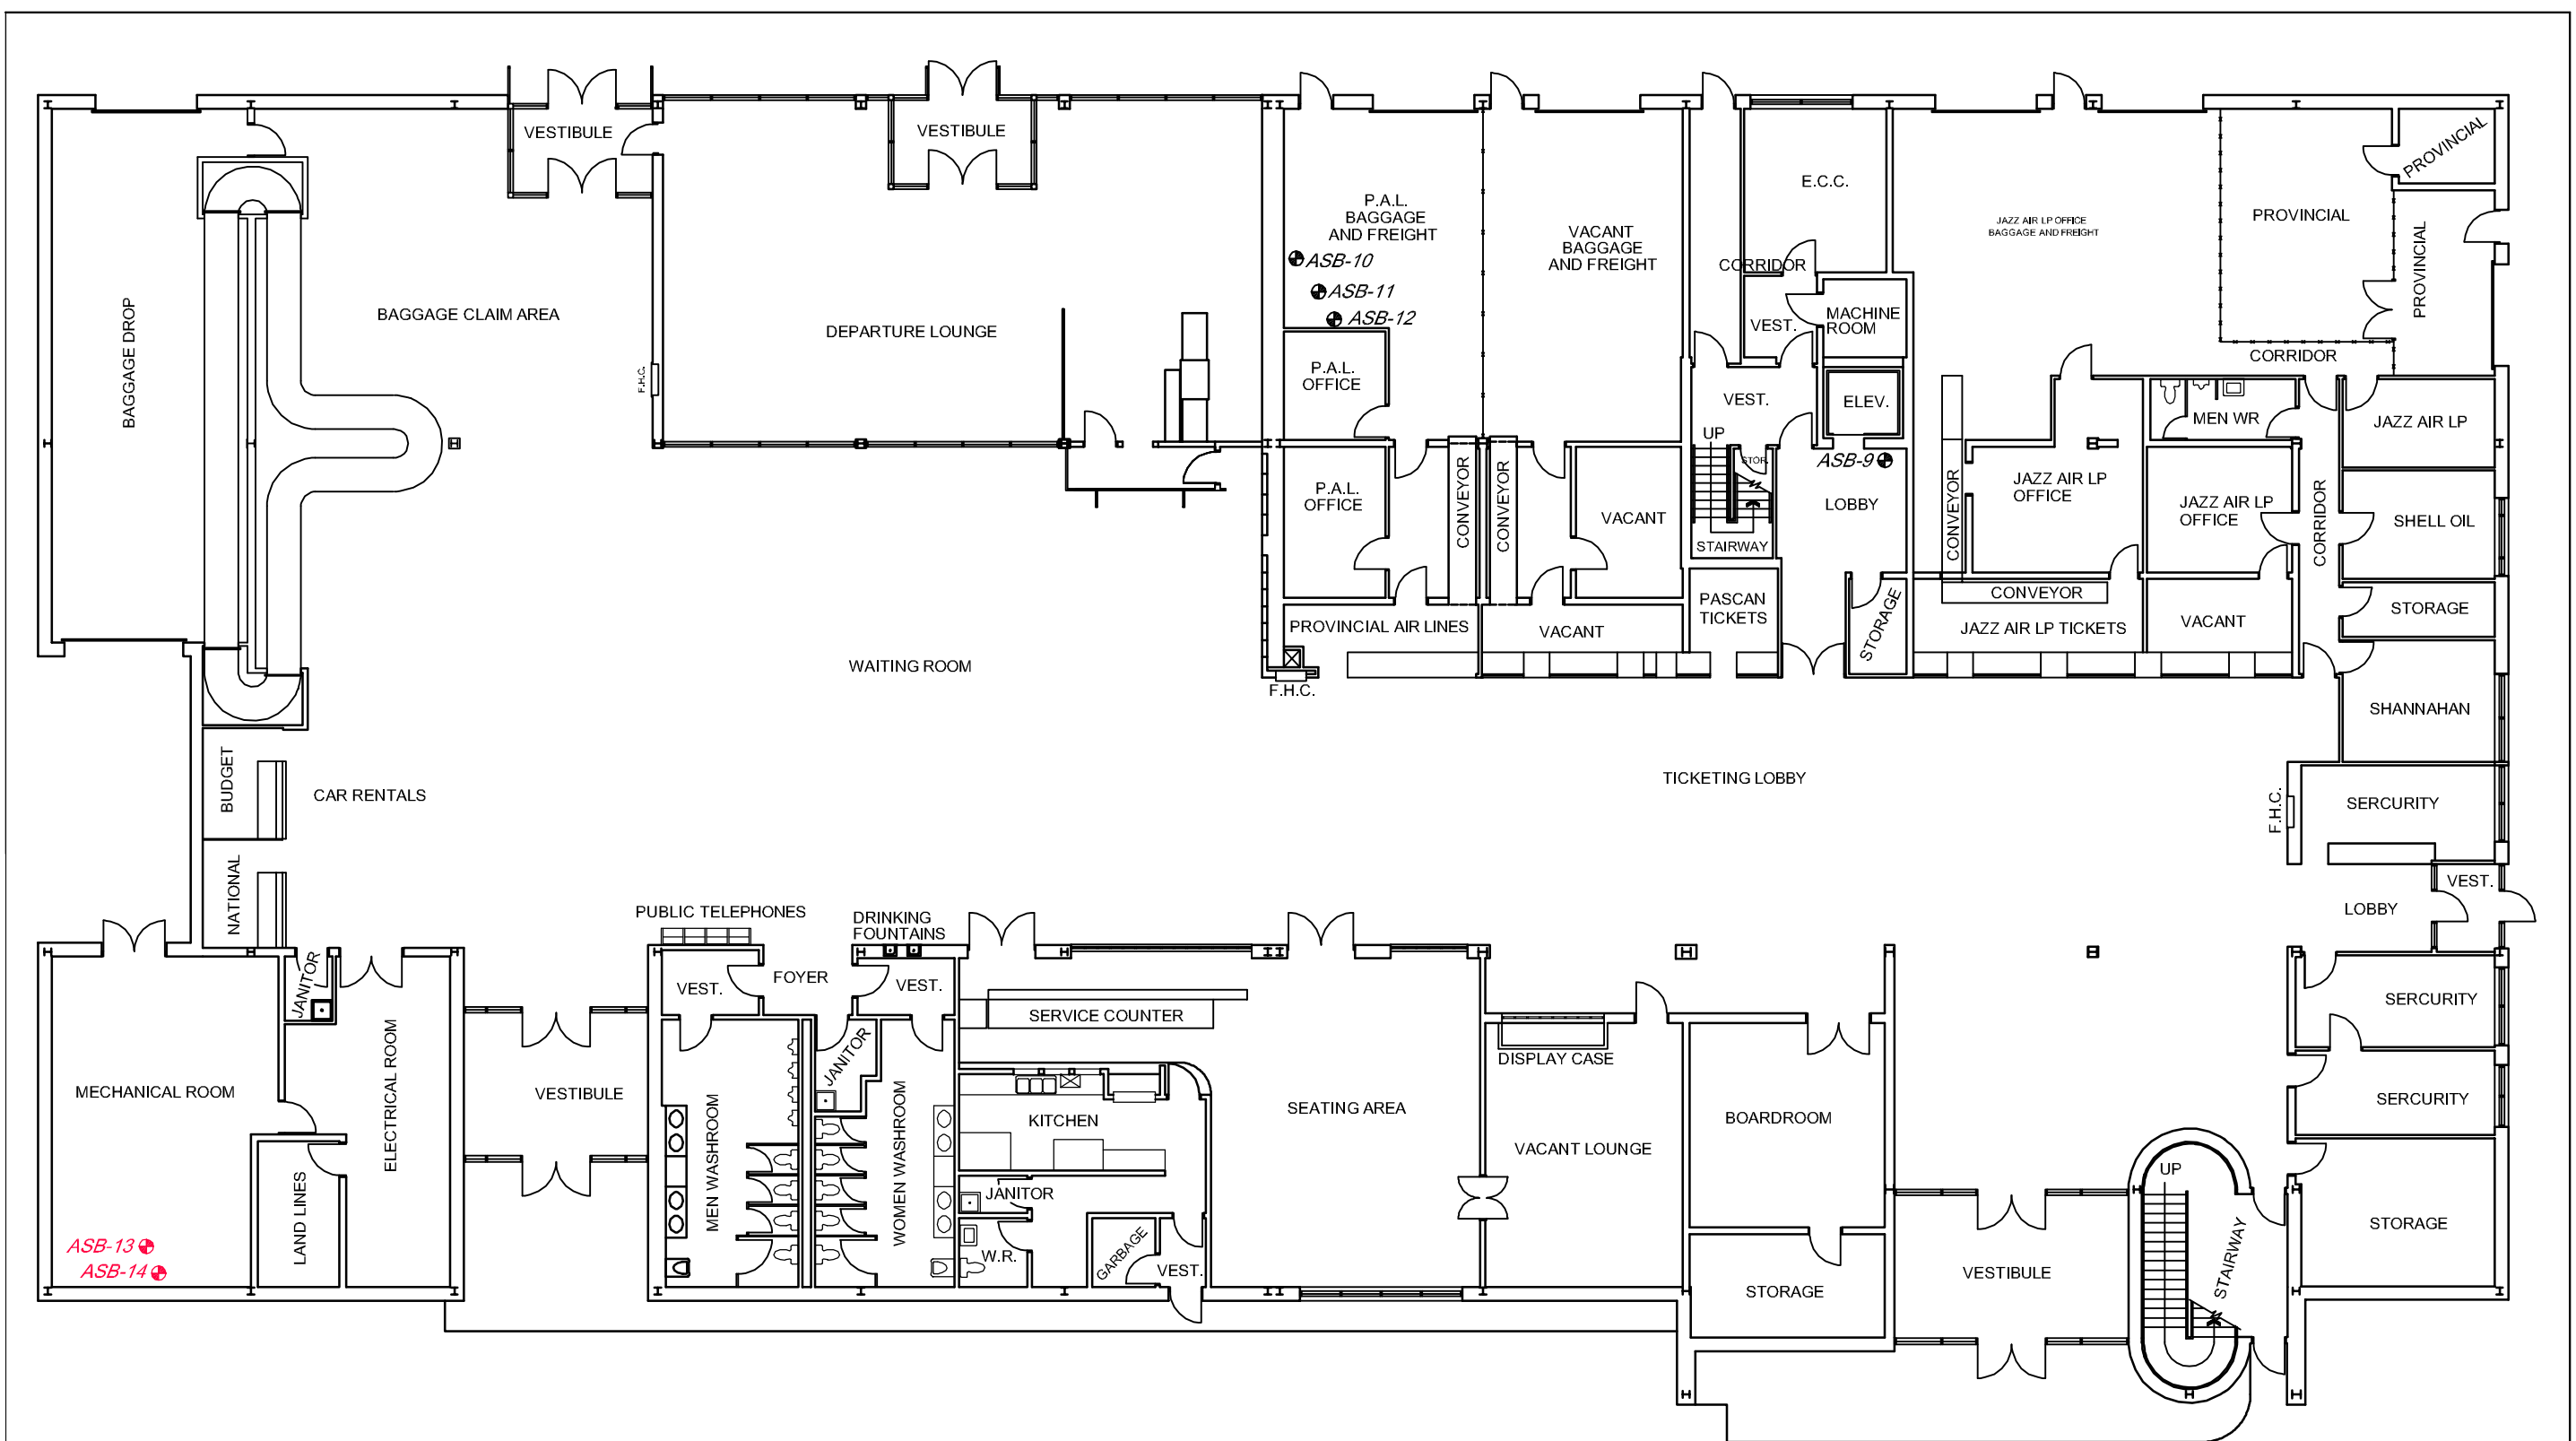 VESTIBULE
VESTIBULE
PROVINCIAL
E.C.C.
P.A.L.
BAGGAGE
AND FREIGHT
VACANT
BAGGAGE
AND FREIGHT
JAZZ AIR LP OFFICE
BAGGAGE AND FREIGHT
PROVINCIAL
PROVINCIAL
ASB-10
ASB-11
ASB-12
CORRIDOR
MACHINE
ROOM
VEST.
BAGGAGE DROP
BAGGAGE CLAIM AREA
DEPARTURE LOUNGE
F.H.C.
CORRIDOR
P.A.L.
OFFICE
VEST.
ELEV.
MEN WR
JAZZ AIR LP
UP
STOR.
ASB-9
P.A.L.
OFFICE
CONVEYOR
CONVEYOR
VACANT
STAIRWAY
LOBBY
CONVEYOR
JAZZ AIR LP
OFFICE
JAZZ AIR LP
OFFICE
CORRIDOR
SHELL OIL
PROVINCIAL AIR LINES
VACANT
PASCAN
TICKETS
STORAGE
CONVEYOR
JAZZ AIR LP TICKETS
VACANT
STORAGE
WAITING ROOM
F.H.C.
SHANNAHAN
BUDGET
CAR RENTALS
TICKETING LOBBY
F.H.C.
SERCURITY
NATIONAL
VEST.
LOBBY
PUBLIC TELEPHONES
DRINKING
FOUNTAINS
JANITOR
VEST.
FOYER
VEST.
SERVICE COUNTER
SERCURITY
DISPLAY CASE
JANITOR
MECHANICAL ROOM
ELECTRICAL ROOM
VESTIBULE
MEN WASHROOM
WOMEN WASHROOM
KITCHEN
SEATING AREA
VACANT LOUNGE
BOARDROOM
SERCURITY
UP
JANITOR
LAND LINES
W.R.
GARBAGE
VEST.
STORAGE
VESTIBULE
STAIRWAY
STORAGE
ASB-13
ASB-14